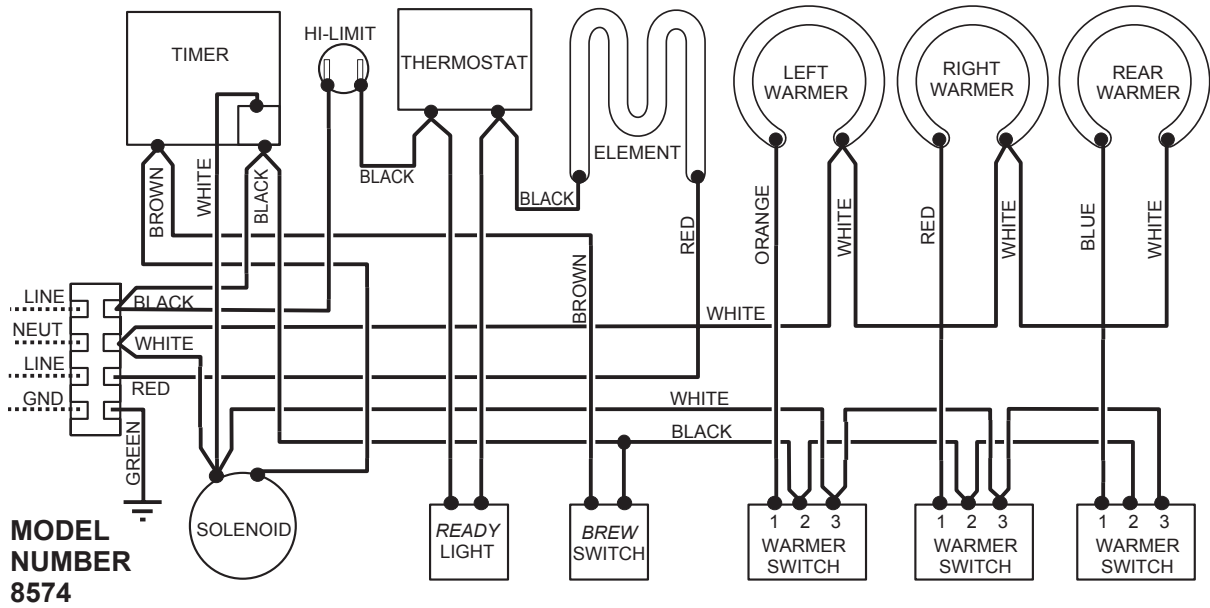 TIMER
HI-LIMIT
THERMOSTAT
ELEMENT
LEFT
WARMER
RIGHT
WARMER
REAR
WARMER
BROWN
WHITE
BLACK
BLACK
BLACK
RED
ORANGE
WHITE
RED
WHITE
BLUE
WHITE
LINE
BLACK
BROWN
WHITE
NEUT
WHITE
LINE
RED
GND
WHITE
GREEN
BLACK
SOLENOID
READY
LIGHT
BREW
SWITCH
1 2 3
WARMER
SWITCH
1 2 3
WARMER
SWITCH
1 2 3
WARMER
SWITCH
MODEL
NUMBER
8574